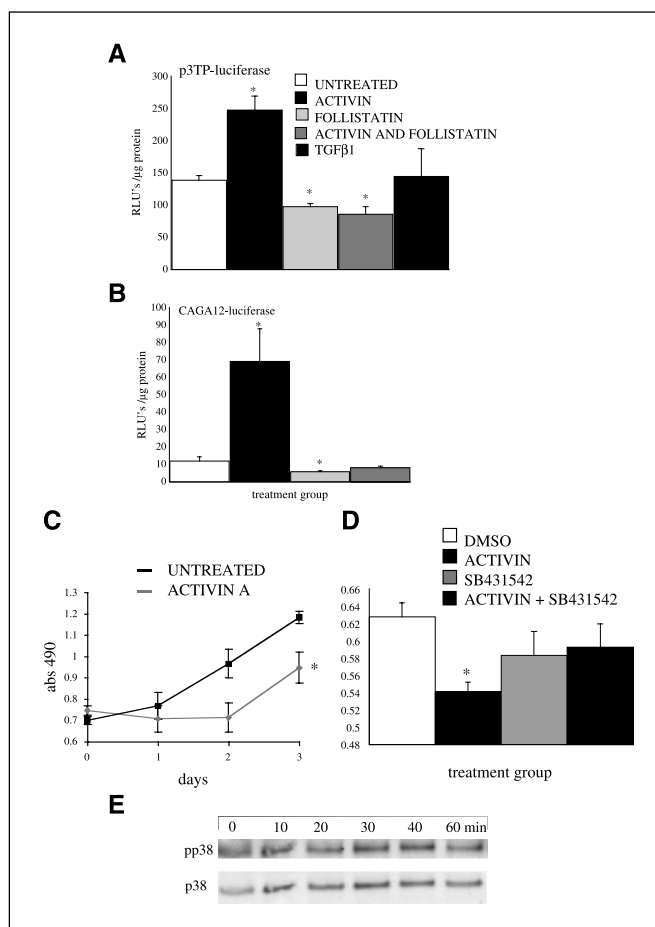 A
p3TP-luciferase
RLU's /µg protein
300
250
200
150
100
50
0
*
*
*
UNTREATED
ACTIVIN
FOLLISTATIN
ACTIVIN AND FOLLISTATIN
TGFβ1
B
CAGA12-luciferase
RLU's /µg protein
100
90
80
70
60
50
40
30
20
10
0
*
*
treatment group
C
UNTREATED
ACTIVIN A
abs 490
1.4
1.3
1.2
1.1
1
0.9
0.8
0.7
0.6
*
0 1 2 3
days
D
DMSO
ACTIVIN
SB431542
ACTIVIN + SB431542
0.66
0.64
0.62
0.6
0.58
0.56
0.54
0.52
0.5
0.48
*
treatment group
E
0 10 20 30 40 60 min
pp38
p38